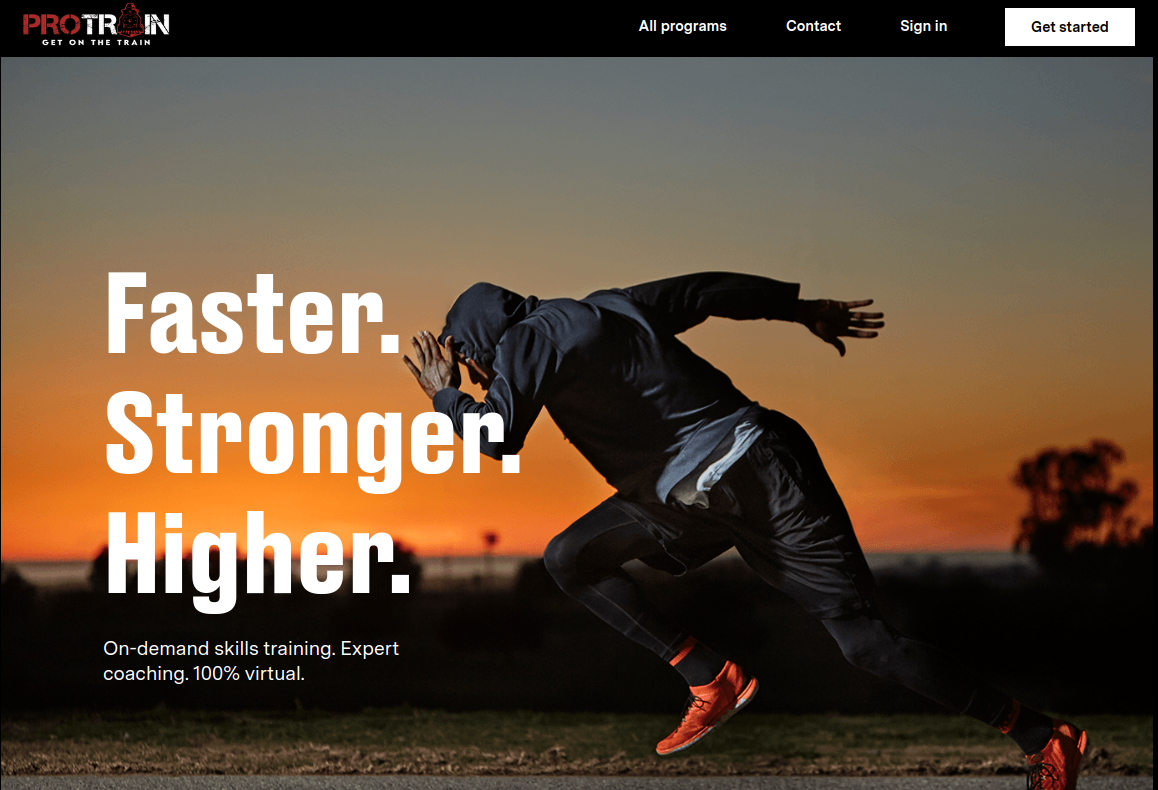 PROTRAIN
GET ON THE TRAIN
All programs
Contact
Sign in
Get started
Faster.
Stronger.
Higher.
On-demand skills training. Expert
coaching. 100% virtual.